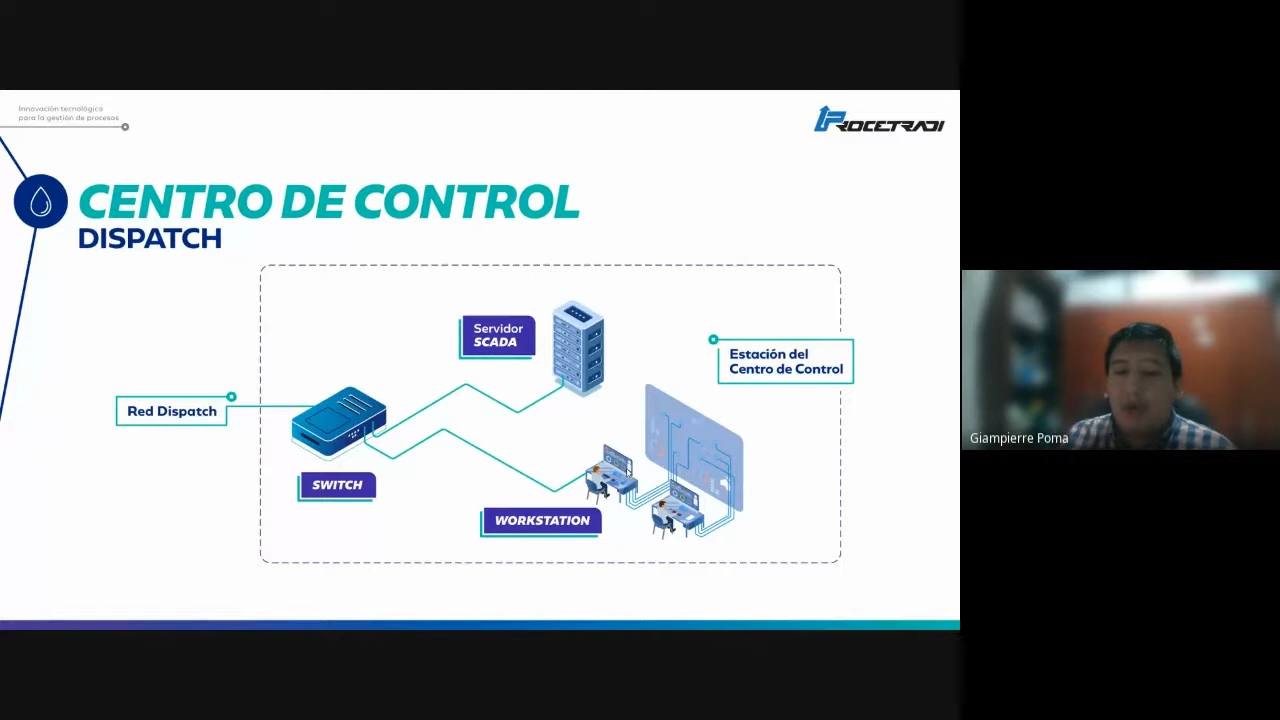 Innovación tecnológica
para la gestión de procesos
PROCETRADI
CENTRO DE CONTROL
DISPATCH
Servidor
SCADA
Estación del
Centro de Control
Red Dispatch
SWITCH
WORKSTATION
Giampierre Poma